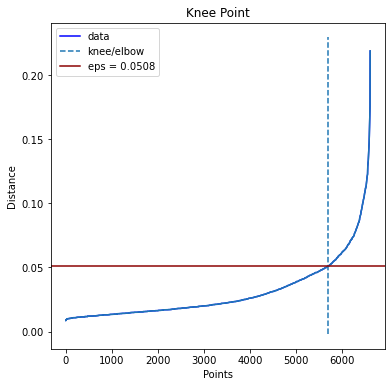 Knee Point
data
knee/elbow
eps = 0.0508
0.20
0.15
0.10
0.05
0.00
Distance
0 1000 2000 3000 4000 5000 6000
Points